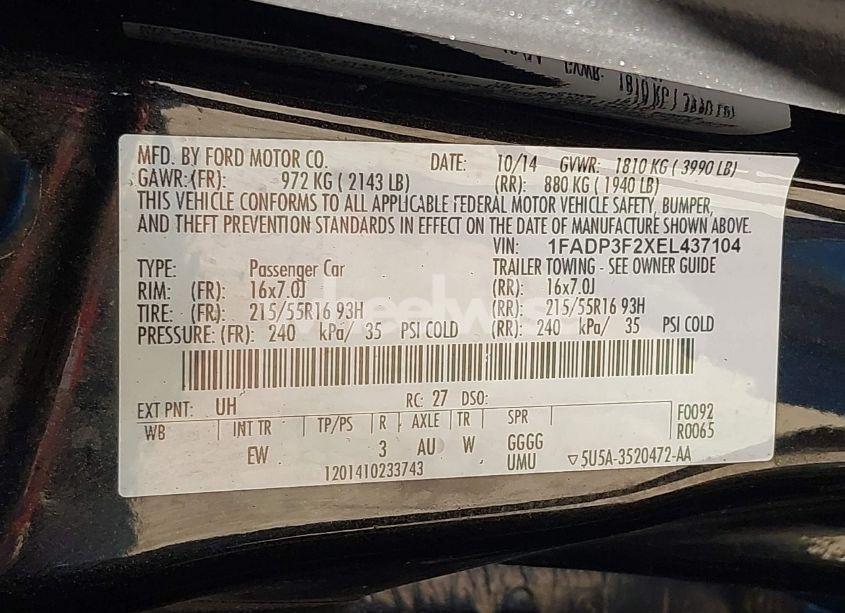 GVWR: 1810 KG ( 3990 LB)
MFD. BY FORD MOTOR CO. DATE: 10/14 GVWR: 1810 KG ( 3990 LB)
GAWR:(FR): 972 KG ( 2143 LB) (RR): 880 KG ( 1940 LB)
THIS VEHICLE CONFORMS TO ALL APPLICABLE FEDERAL MOTOR VEHICLE SAFETY, BUMPER,
AND THEFT PREVENTION STANDARDS IN EFFECT ON THE DATE OF MANUFACTURE SHOWN ABOVE.
VIN: 1FADP3F2XEL437104
TYPE: Passenger Car TRAILER TOWING - SEE OWNER GUIDE
RIM: (FR): 16x7.0J (RR): 16x7.0J
TIRE: (FR): 215/55R16 93H (RR): 215/55R16 93H
PRESSURE: (FR): 240 kPa/ 35 PSI COLD (RR): 240 kPa/ 35 PSI COLD
EXT PNT: UH RC: 27 DSO:
WB INT TR TP/PS R AXLE TR SPR F0092
EW 3 AU W GGGG R0065
UMU ▽5U5A-3520472-AA
1201410233743